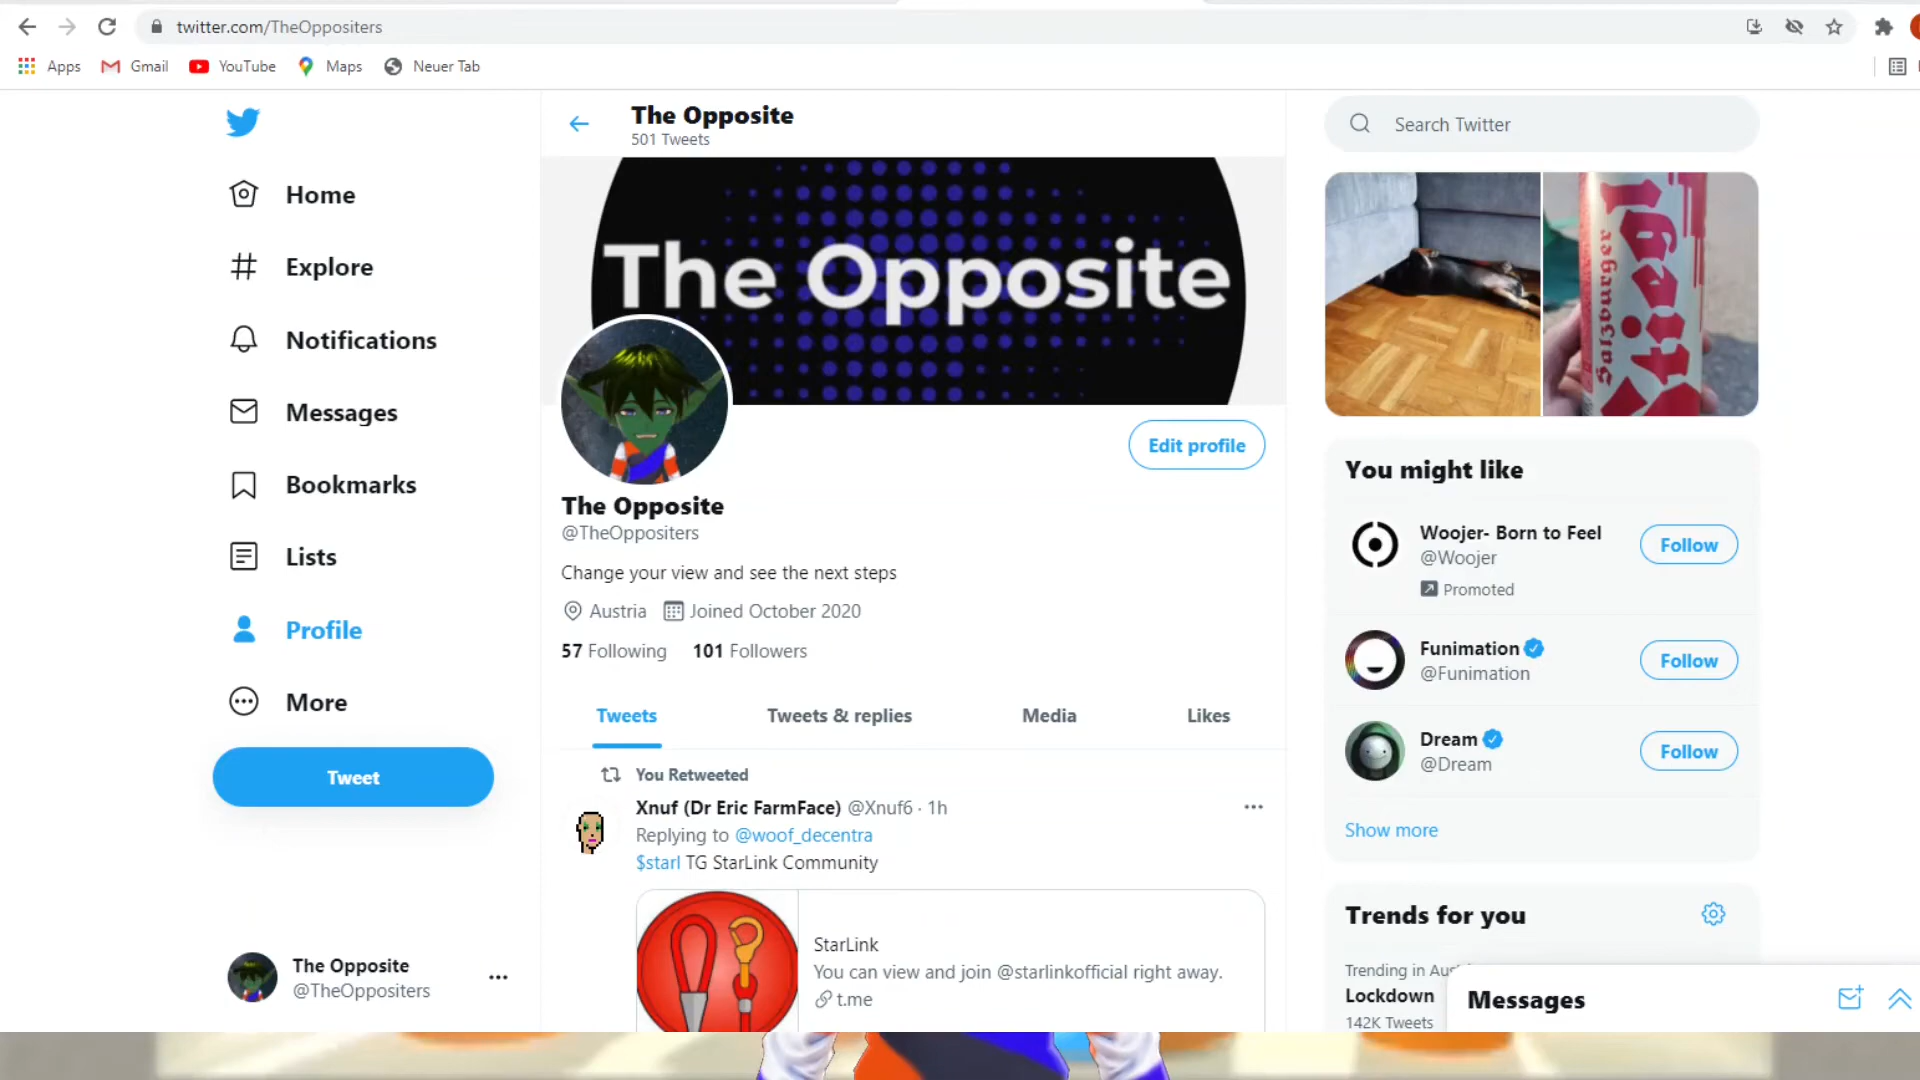 twitter.com/TheOppositers
Apps
Gmail
YouTube
Maps
Neuer Tab
Home
Explore
Notifications
Messages
Bookmarks
Lists
Profile
More
Tweet
The Opposite
@TheOppositers
The Opposite
501 Tweets
The Opposite
Edit profile
The Opposite
@TheOppositers
Change your view and see the next steps
Austria Joined October 2020
57 Following 101 Followers
Tweets Tweets & replies Media Likes
You Retweeted
Xnuf (Dr Eric FarmFace) @Xnuf6 · 1h
Replying to @woof_decentra
$starl TG StarLink Community
StarLink
You can view and join @starlinkofficial right away.
t.me
Search Twitter
Stiegl
You might like
Woojer- Born to Feel
@Woojer
Promoted
Follow
Funimation
@Funimation
Follow
Dream
@Dream
Follow
Show more
Trends for you
Trending in Aus
Lockdown
142K Tweets
Messages